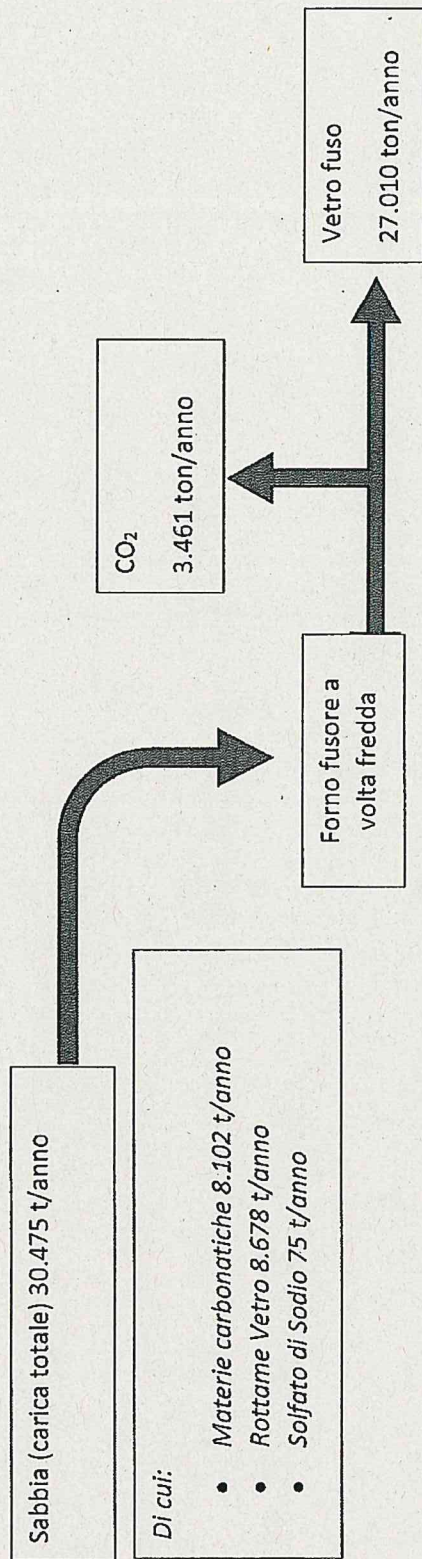 Sabbia (carica totale) 30.475 t/anno
Di cui:
• Materie carbonatiche 8.102 t/anno
• Rottame Vetro 8.678 t/anno
• Solfato di Sodio 75 t/anno
Forno fusore a
volta fredda
CO₂
3.461 ton/anno
Vetro fuso
27.010 ton/anno